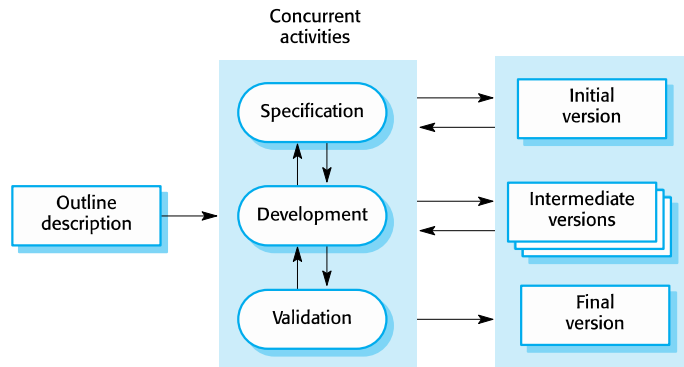 Concurrent
activities
Specification
Initial
version
Outline
description
Development
Intermediate
versions
Validation
Final
version